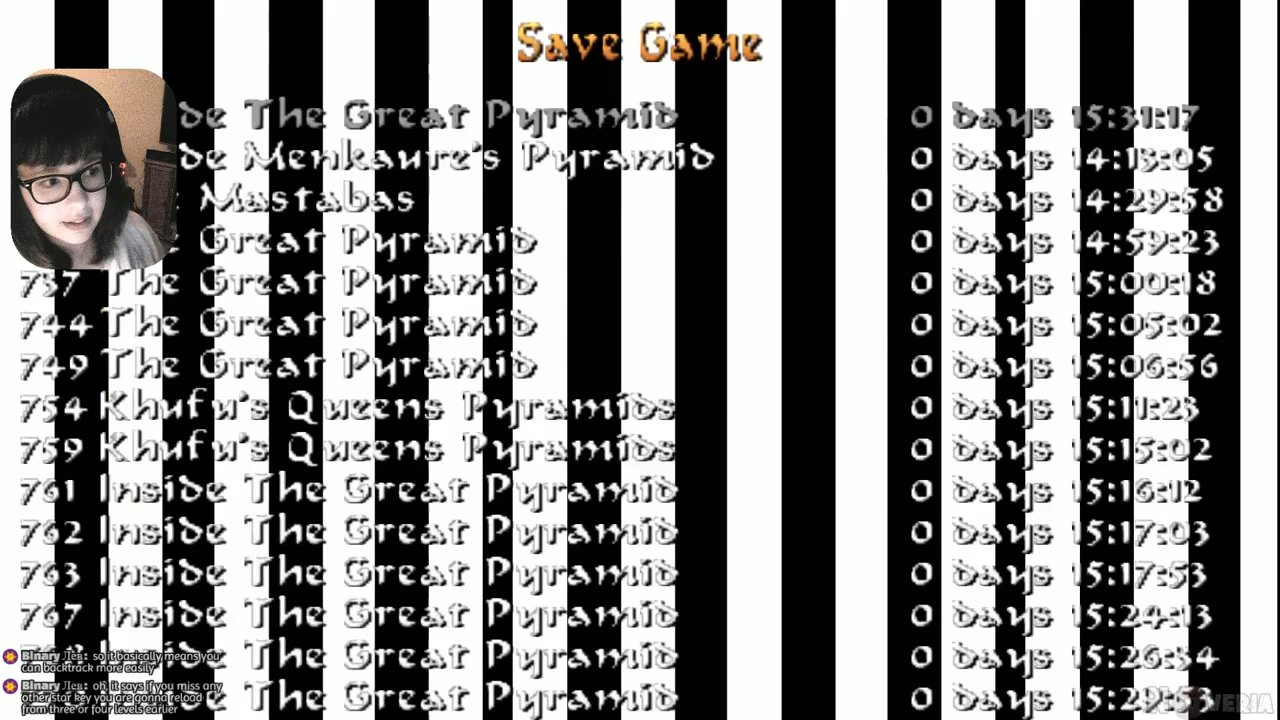 Save Game
de The Great Pyramid 0 days 15:31:17
de Menkaure's Pyramid 0 days 14:13:05
Mastabas 0 days 14:29:58
Great Pyramid 0 days 14:59:23
737 The Great Pyramid 0 days 15:00:18
744 The Great Pyramid 0 days 15:05:02
749 The Great Pyramid 0 days 15:06:56
754 Khufu's Queens Pyramids 0 days 15:11:23
759 Khufu's Queens Pyramids 0 days 15:15:02
761 Inside The Great Pyramid 0 days 15:16:12
762 Inside The Great Pyramid 0 days 15:17:03
763 Inside The Great Pyramid 0 days 15:17:53
767 Inside The Great Pyramid 0 days 15:24:13
de The Great Pyramid 0 days 15:26:34
Binary Лев: so it basically means you
can backtrack more easily
Binary Лев: oh, it says if you miss any
other star key you are gonna reload
from three or four levels earlier
The Great Pyramid 0 days